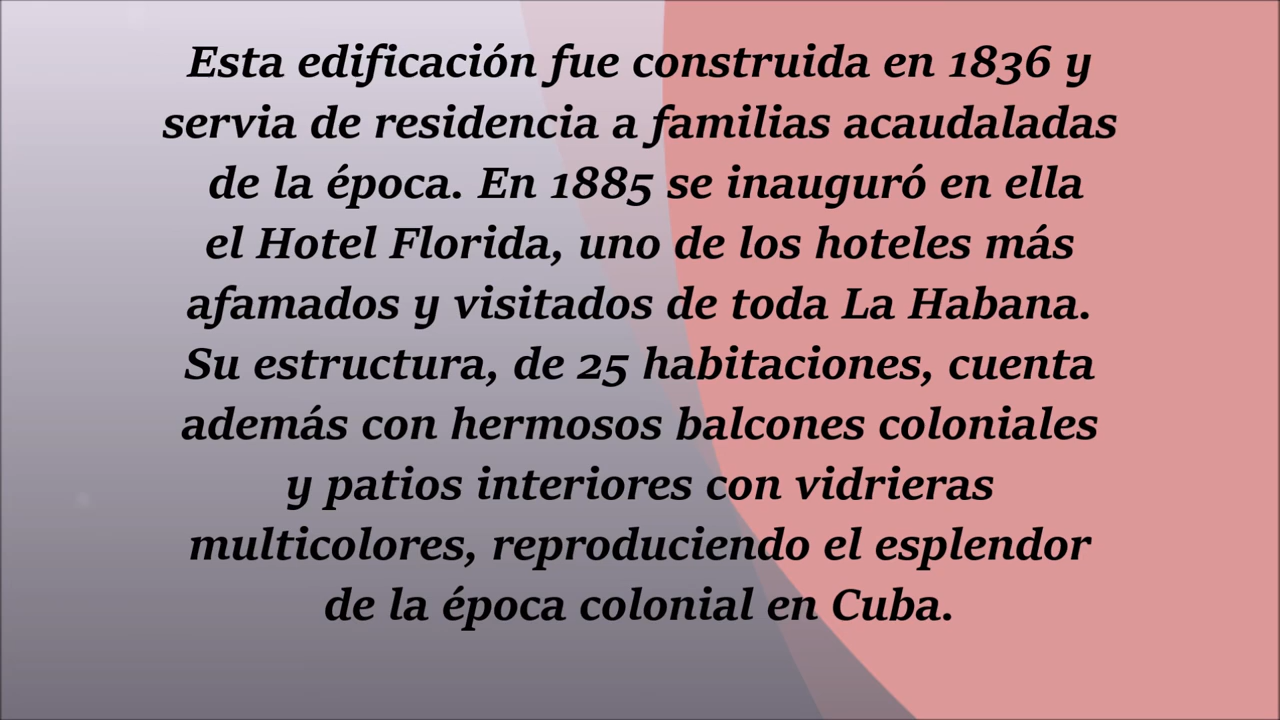 Esta edificación fue construida en 1836 y
servia de residencia a familias acaudaladas
de la época. En 1885 se inauguró en ella
el Hotel Florida, uno de los hoteles más
afamados y visitados de toda La Habana.
Su estructura, de 25 habitaciones, cuenta
además con hermosos balcones coloniales
y patios interiores con vidrieras
multicolores, reproduciendo el esplendor
de la época colonial en Cuba.